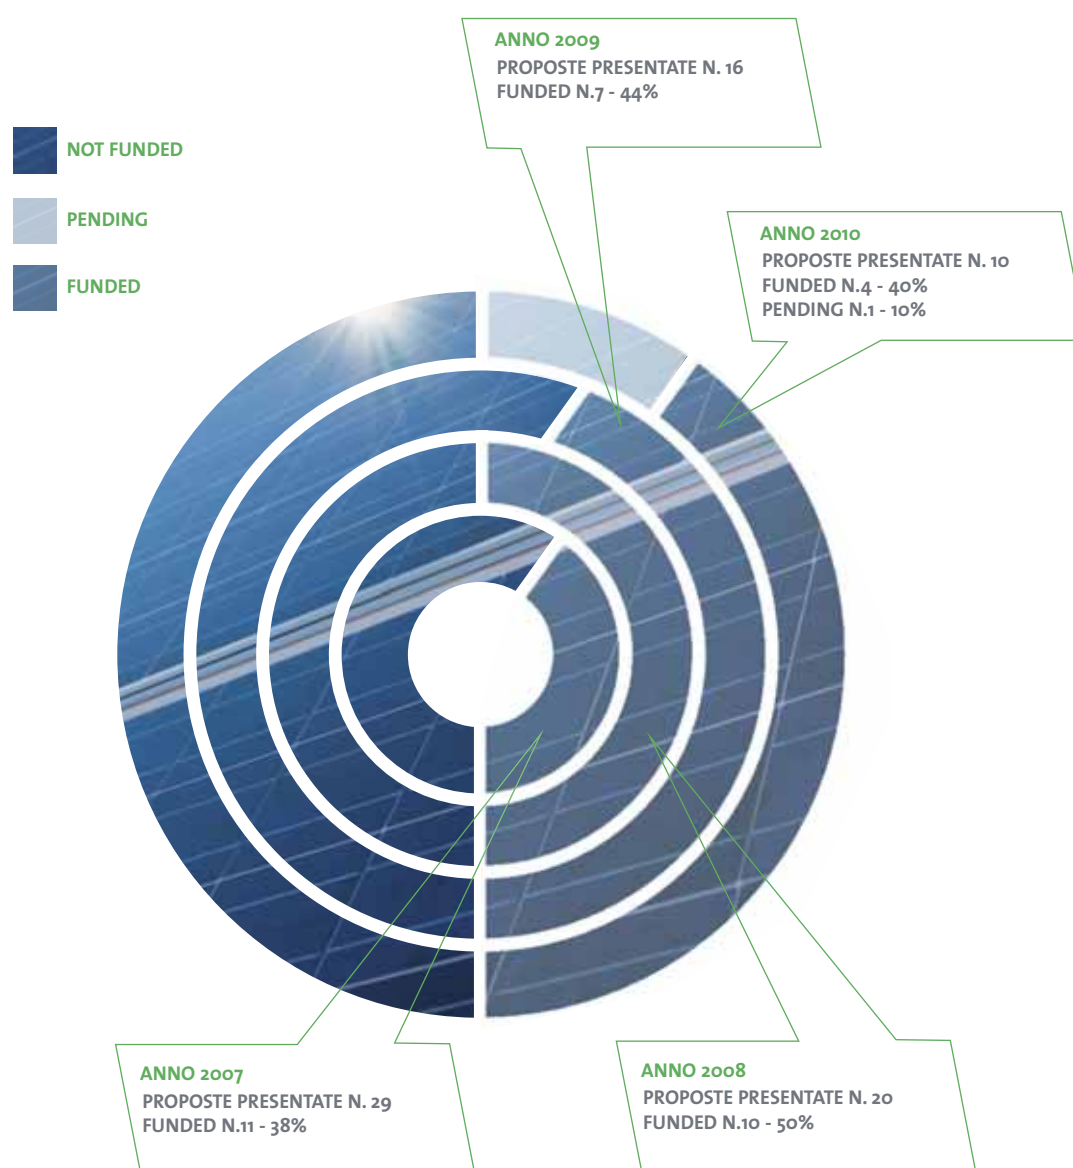 ANNO 2009
PROPOSTE PRESENTATE N. 16
FUNDED N.7 - 44%
NOT FUNDED
PENDING
FUNDED
ANNO 2010
PROPOSTE PRESENTATE N. 10
FUNDED N.4 - 40%
PENDING N.1 - 10%
ANNO 2007
PROPOSTE PRESENTATE N. 29
FUNDED N.11 - 38%
ANNO 2008
PROPOSTE PRESENTATE N. 20
FUNDED N.10 - 50%